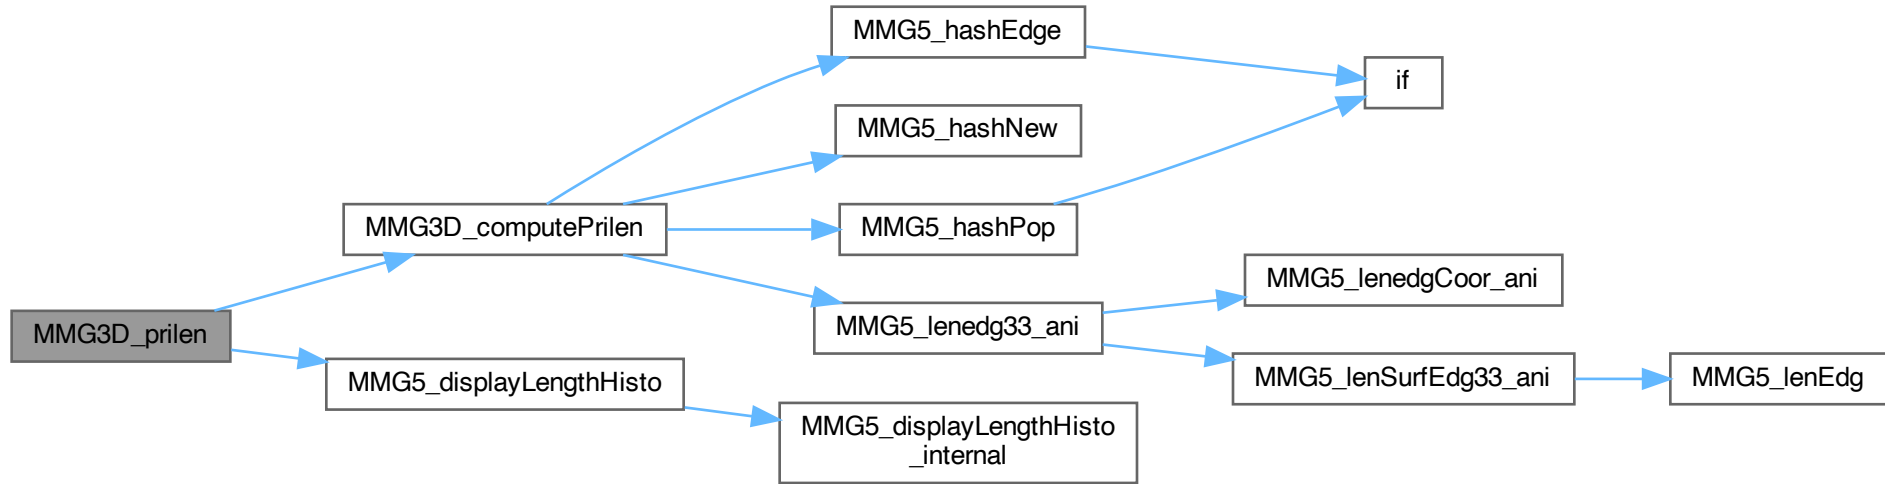 MMG5_hashEdge
if
MMG5_hashNew
MMG3D_computePrilen
MMG5_hashPop
MMG5_lenedgCoor_ani
MMG3D_prilen
MMG5_lenedg33_ani
MMG5_displayLengthHisto
MMG5_lenSurfEdg33_ani
MMG5_lenEdg
MMG5_displayLengthHisto
_internal